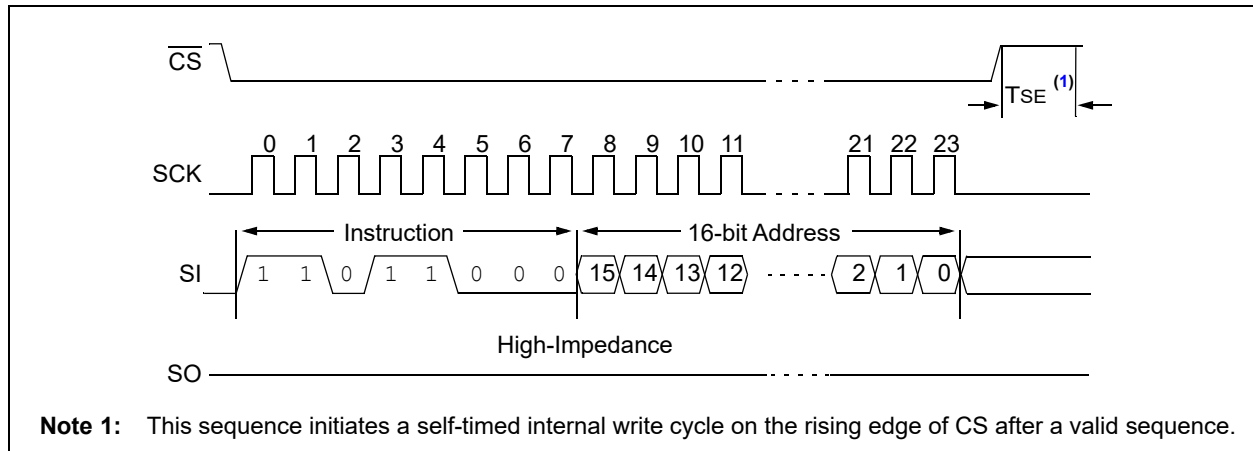 CS
TSE (1)
0 1 2 3 4 5 6 7 8 9 10 11 21 22 23
SCK
Instruction 16-bit Address
SI 1 1 0 1 1 0 0 0 15 14 13 12 2 1 0
High-Impedance
SO
Note 1: This sequence initiates a self-timed internal write cycle on the rising edge of CS after a valid sequence.